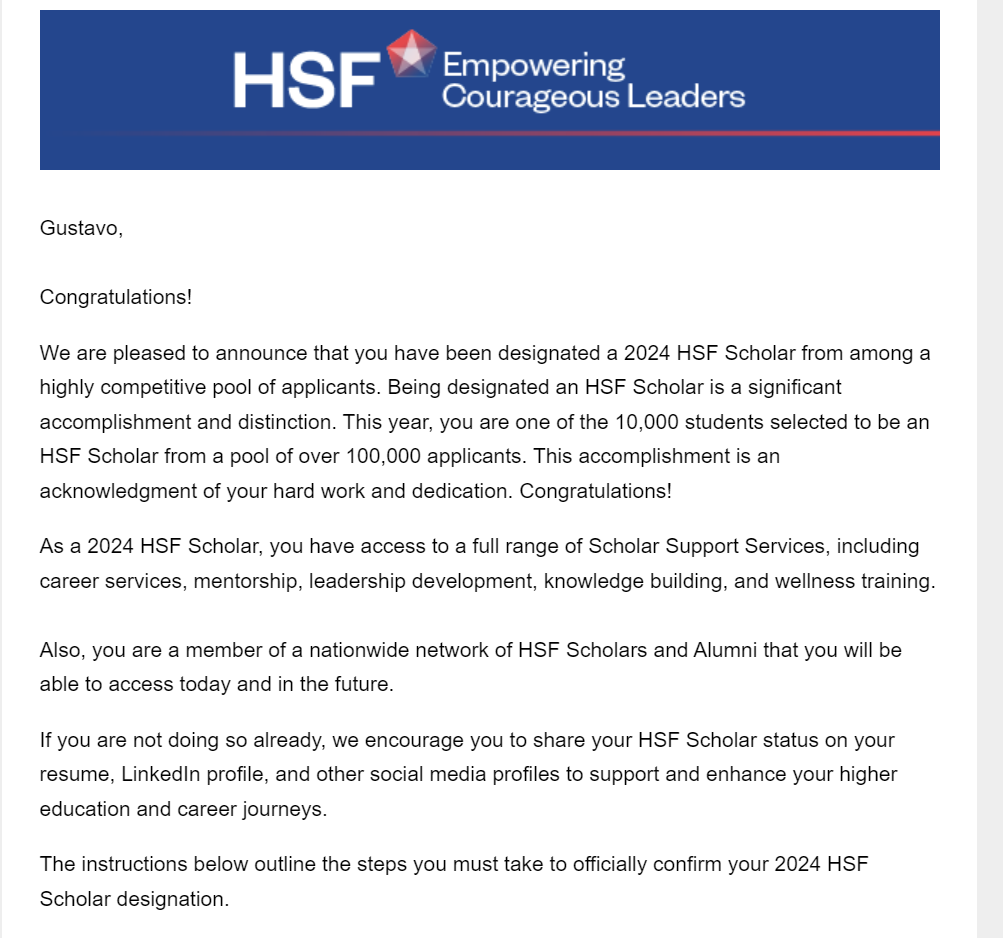 HSF Empowering
Courageous Leaders
Gustavo,
Congratulations!
We are pleased to announce that you have been designated a 2024 HSF Scholar from among a
highly competitive pool of applicants. Being designated an HSF Scholar is a significant
accomplishment and distinction. This year, you are one of the 10,000 students selected to be an
HSF Scholar from a pool of over 100,000 applicants. This accomplishment is an
acknowledgment of your hard work and dedication. Congratulations!
As a 2024 HSF Scholar, you have access to a full range of Scholar Support Services, including
career services, mentorship, leadership development, knowledge building, and wellness training.
Also, you are a member of a nationwide network of HSF Scholars and Alumni that you will be
able to access today and in the future.
If you are not doing so already, we encourage you to share your HSF Scholar status on your
resume, LinkedIn profile, and other social media profiles to support and enhance your higher
education and career journeys.
The instructions below outline the steps you must take to officially confirm your 2024 HSF
Scholar designation.